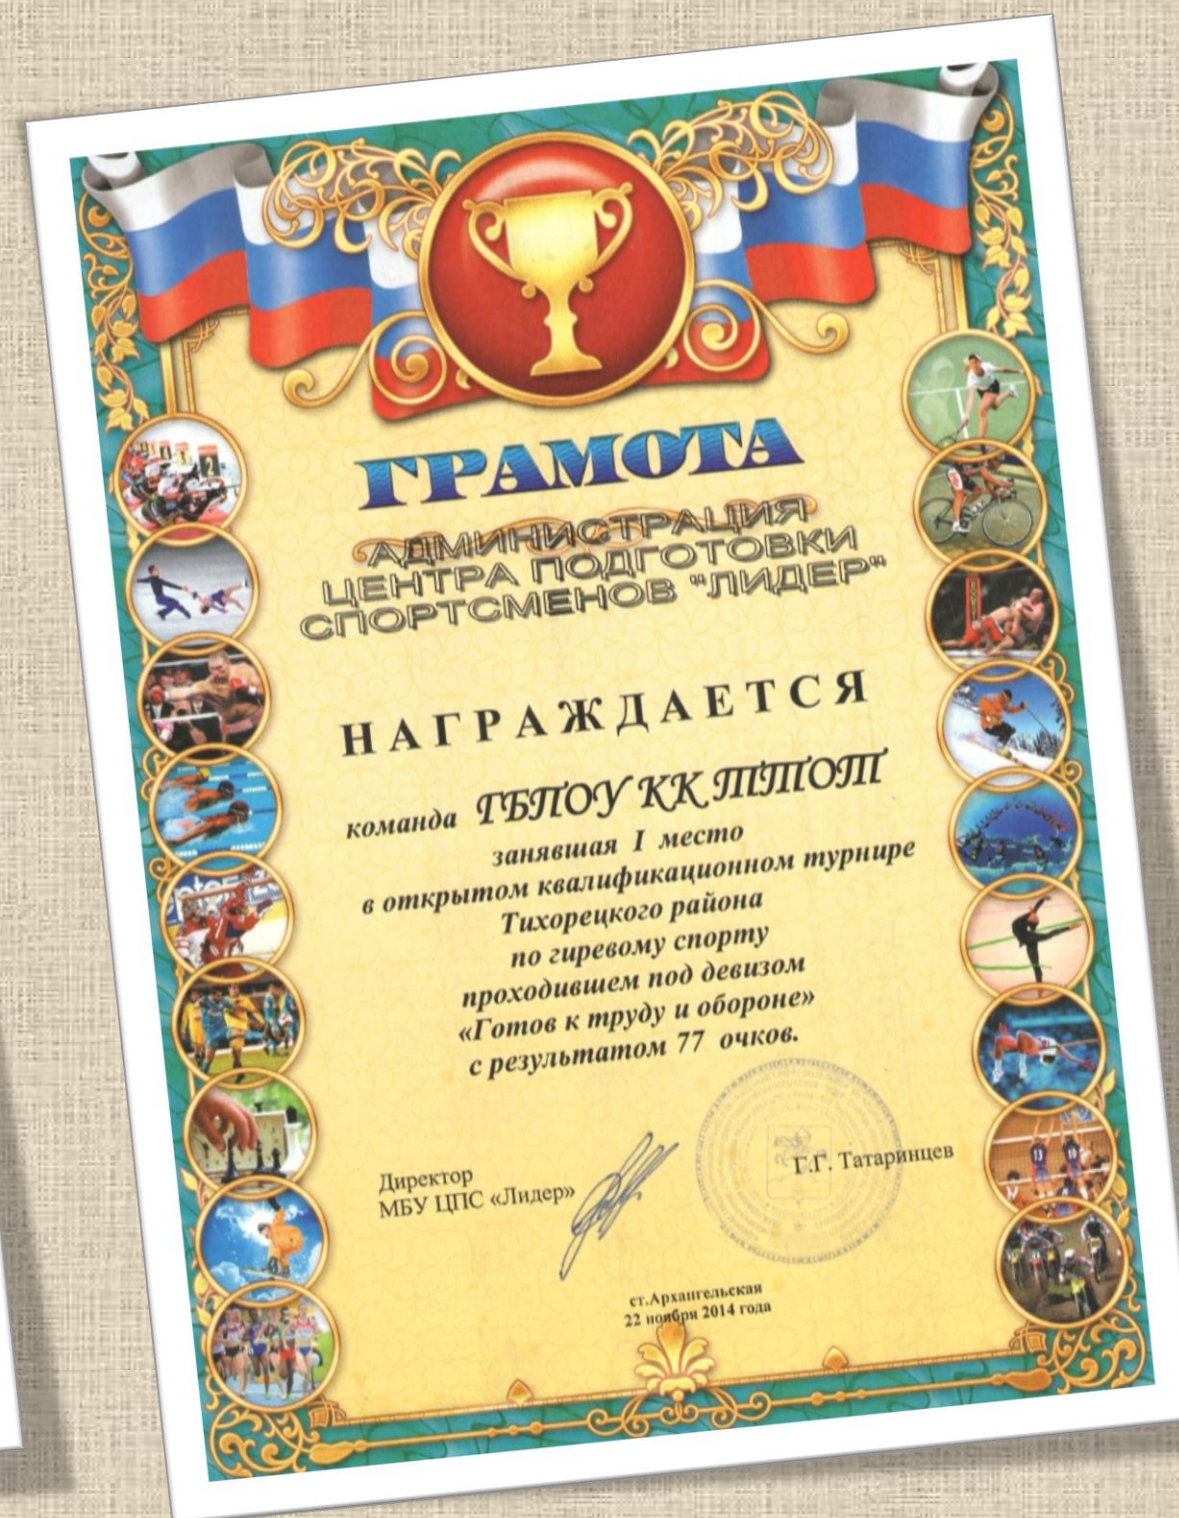 ГРАМОТА
АДМИНИСТРАЦИЯ
ЦЕНТРА ПОДГОТОВКИ
СПОРТСМЕНОВ "ЛИДЕР"
НАГРАЖДАЕТСЯ
команда ГБПОУ КК ТТОТ
занявшая I место
в открытом квалификационном турнире
Тихорецкого района
по гиревому спорту
проходившем под девизом
«Готов к труду и обороне»
с результатом 77 очков.
Директор
МБУ ЦПС «Лидер»
Г.Г. Татаринцев
ст.Архангельская
22 ноября 2014 года